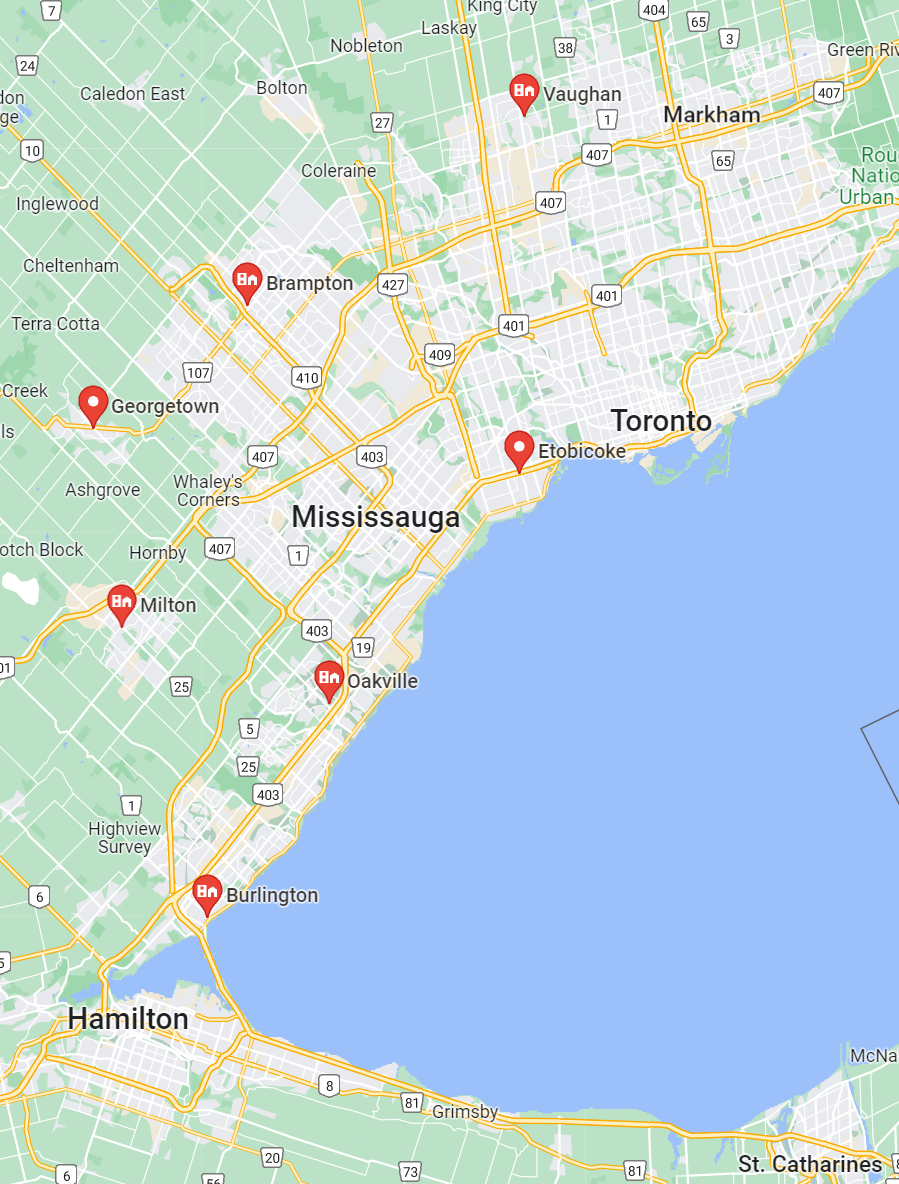 King City
7
404
65
Laskay
3
Nobleton
38
Green Riv
24
Bolton
Caledon East
Vaughan
407
don
ge
Markham
27
1
10
407
65
Rou
Natio
Urban
Coleraine
Inglewood
407
Cheltenham
Brampton
427
401
Terra Cotta
401
409
107
410
Creek
Georgetown
Toronto
ls
Etobicoke
407
403
Whaley's
Corners
Ashgrove
Mississauga
otch Block
Hornby
407
1
Milton
403
19
01
25
Oakville
5
25
403
1
Highview
Survey
6
Burlington
5
Hamilton
McNa
8
81
Grimsby
20
73
81
St. Catharines
6
56
8